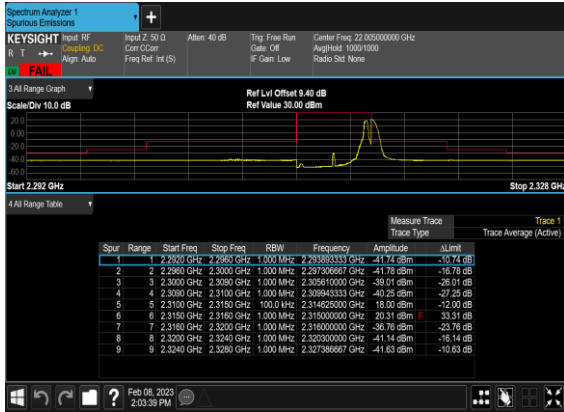 Spectrum Analyzer 1
Spurious Emissions
+
KEYSIGHT Input: RF Input Z: 50 Ω Atten: 40 dB Trig: Free Run Center Freq: 22.005000000 GHz
R T Coupling: DC Corr CCorr Gate: Off Avg|Hold: 1000/1000
Align: Auto Freq Ref: Int (S) IF Gain: Low Radio Std: None
FAIL
3 All Range Graph
Ref Lvl Offset 9.40 dB
Scale/Div 10.0 dB Ref Value 30.00 dBm
20.0
0.00
-20.0
-40.0
-60.0
Start 2.292 GHz Stop 2.328 GHz
4 All Range Table
Measure Trace Trace 1
Trace Type Trace Average (Active)
Spur Range Start Freq Stop Freq RBW Frequency Amplitude ΔLimit
1 1 2.2920 GHz 2.2960 GHz 1.000 MHz 2.293893333 GHz -41.74 dBm -10.74 dB
2 2 2.2960 GHz 2.3000 GHz 1.000 MHz 2.297306667 GHz -41.78 dBm -16.78 dB
3 3 2.3000 GHz 2.3090 GHz 1.000 MHz 2.305610000 GHz -39.01 dBm -26.01 dB
4 4 2.3090 GHz 2.3100 GHz 1.000 MHz 2.309943333 GHz -40.25 dBm -27.25 dB
5 5 2.3100 GHz 2.3150 GHz 100.0 kHz 2.314625000 GHz 18.00 dBm -12.00 dB
6 6 2.3150 GHz 2.3160 GHz 1.000 MHz 2.315000000 GHz 20.31 dBm F 33.31 dB
7 7 2.3160 GHz 2.3200 GHz 1.000 MHz 2.316000000 GHz -36.76 dBm -23.76 dB
8 8 2.3200 GHz 2.3240 GHz 1.000 MHz 2.320300000 GHz -41.14 dBm -16.14 dB
9 9 2.3240 GHz 2.3280 GHz 1.000 MHz 2.327386667 GHz -41.63 dBm -10.63 dB
? Feb 08, 2023
2:03:39 PM